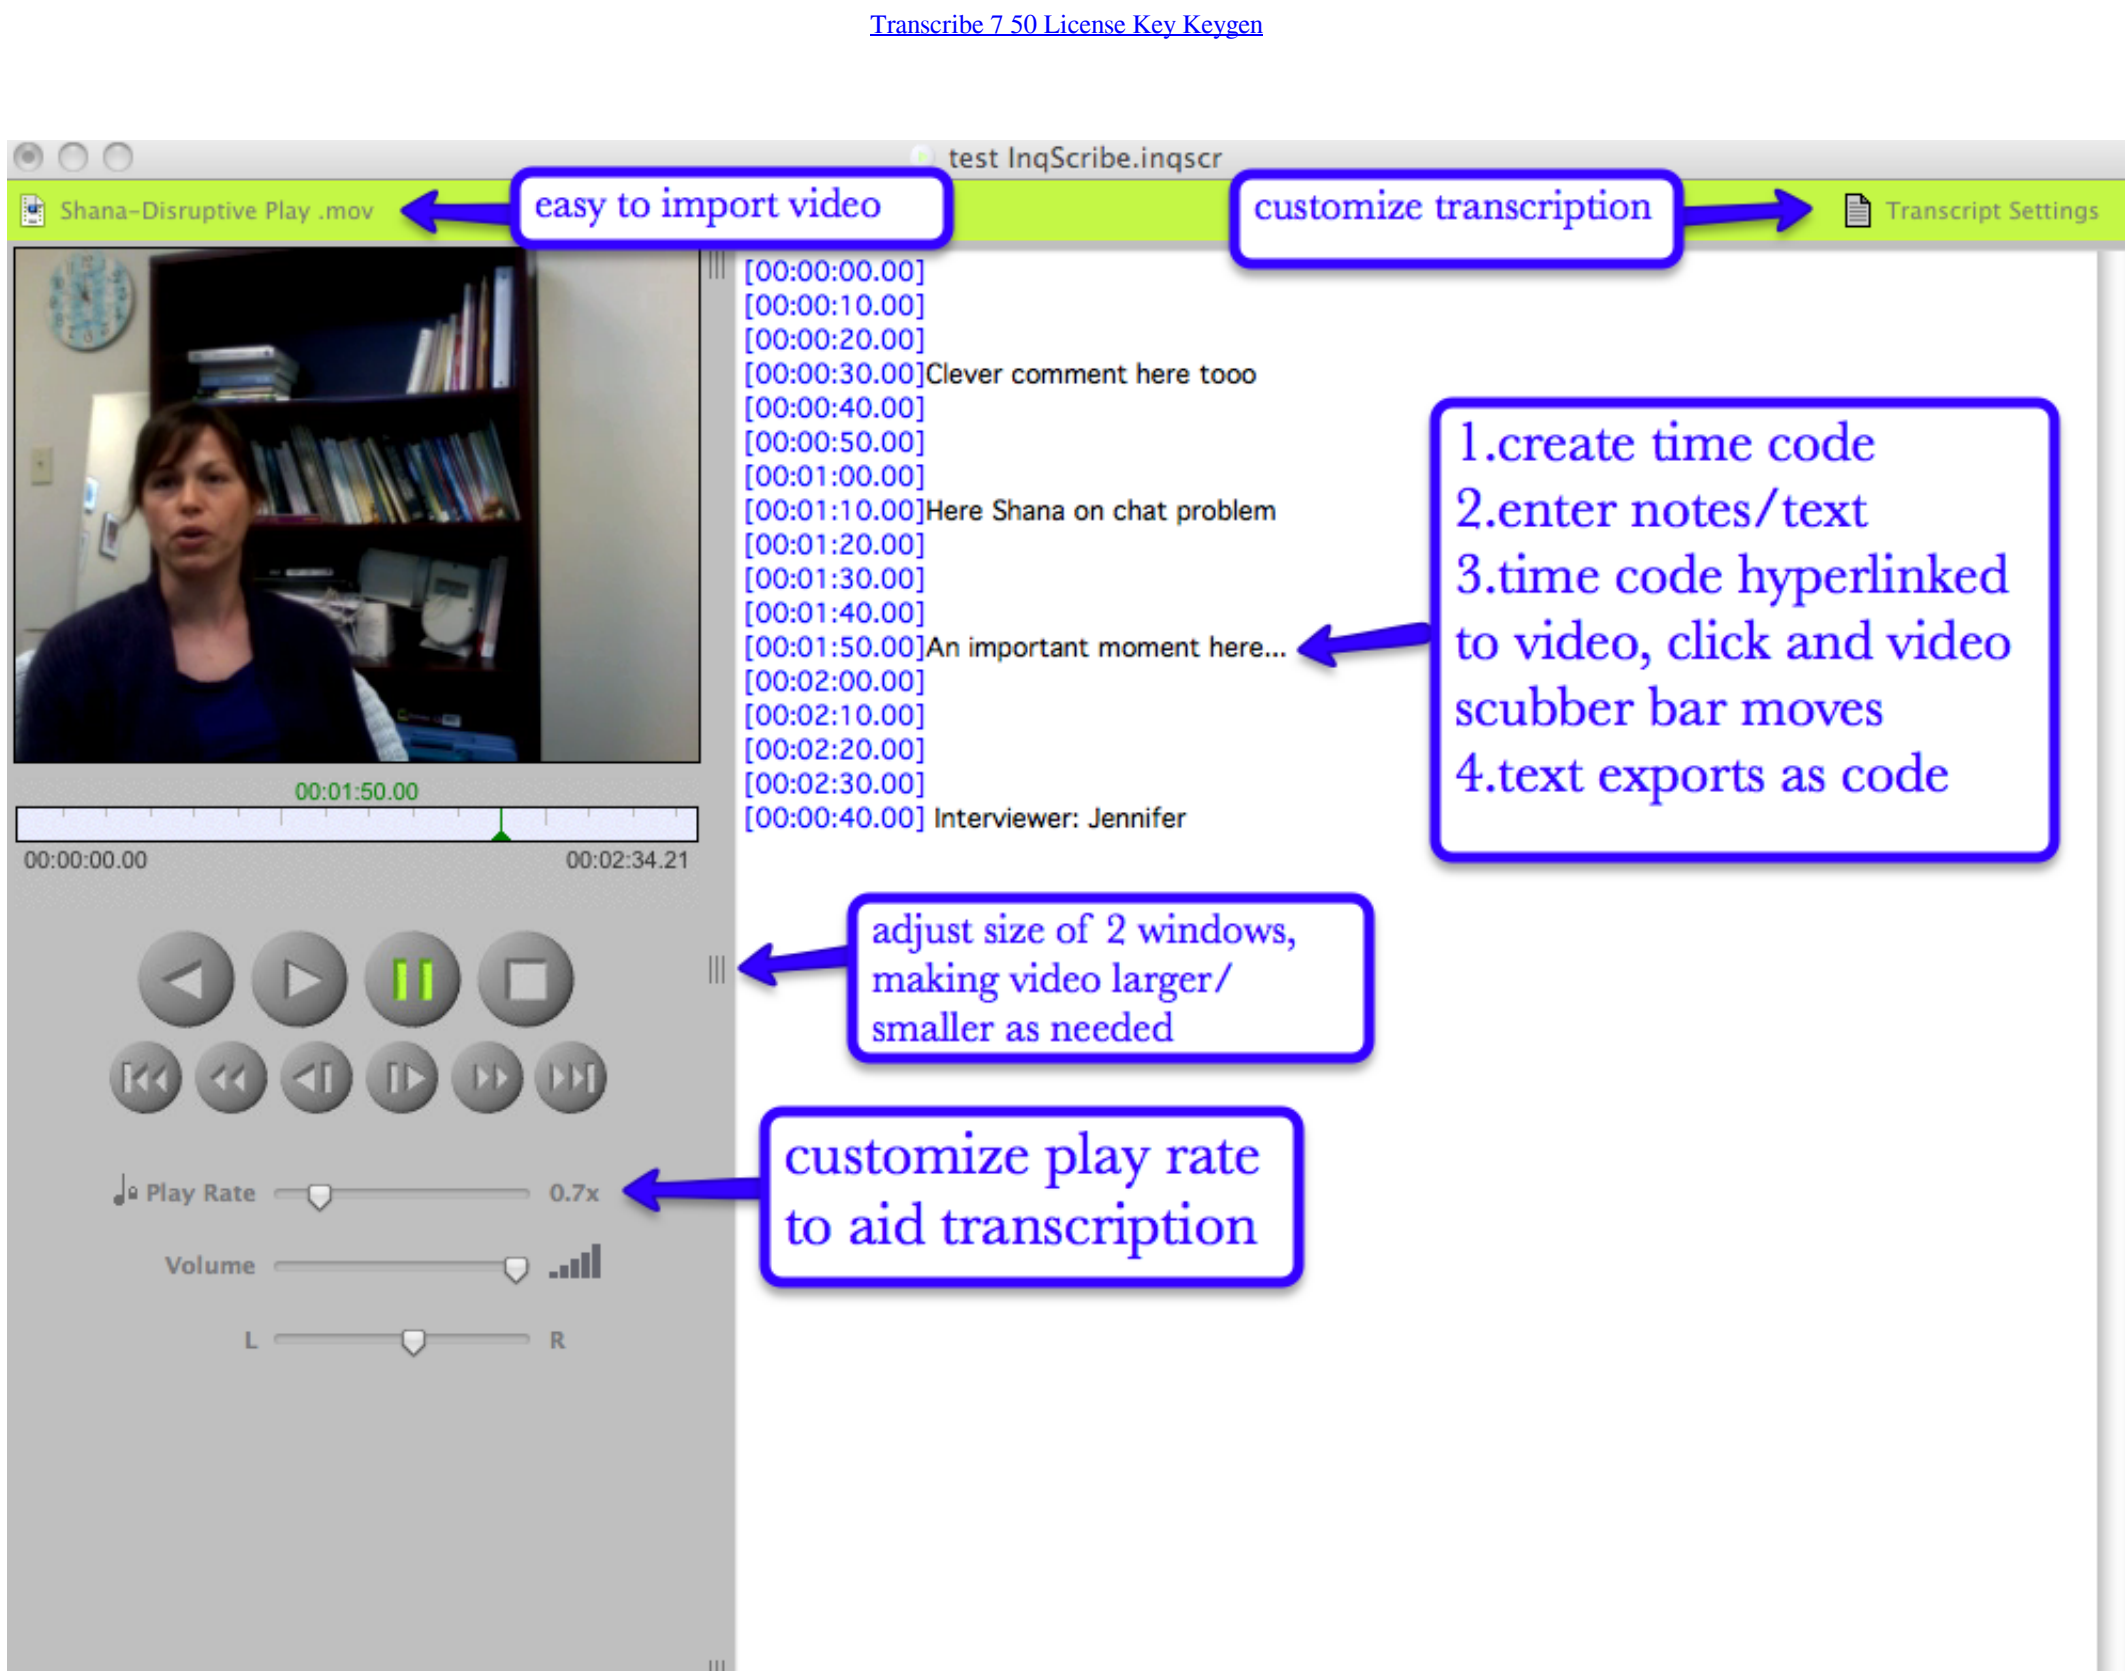 Transcribe 7 50 License Key Keygen
test InqScribe.inqscr
Shana-Disruptive Play .mov
easy to import video
customize transcription
Transcript Settings
[00:00:00.00]
[00:00:10.00]
[00:00:20.00]
[00:00:30.00]Clever comment here tooo
[00:00:40.00]
[00:00:50.00]
[00:01:00.00]
[00:01:10.00]Here Shana on chat problem
[00:01:20.00]
[00:01:30.00]
[00:01:40.00]
[00:01:50.00]An important moment here...
[00:02:00.00]
[00:02:10.00]
[00:02:20.00]
[00:02:30.00]
[00:00:40.00] Interviewer: Jennifer
1.create time code
2.enter notes/text
3.time code hyperlinked
to video, click and video
scubber bar moves
4.text exports as code
00:01:50.00
00:00:00.00
00:02:34.21
adjust size of 2 windows,
making video larger/
smaller as needed
customize play rate
to aid transcription
Play Rate
0.7x
Volume
L
R